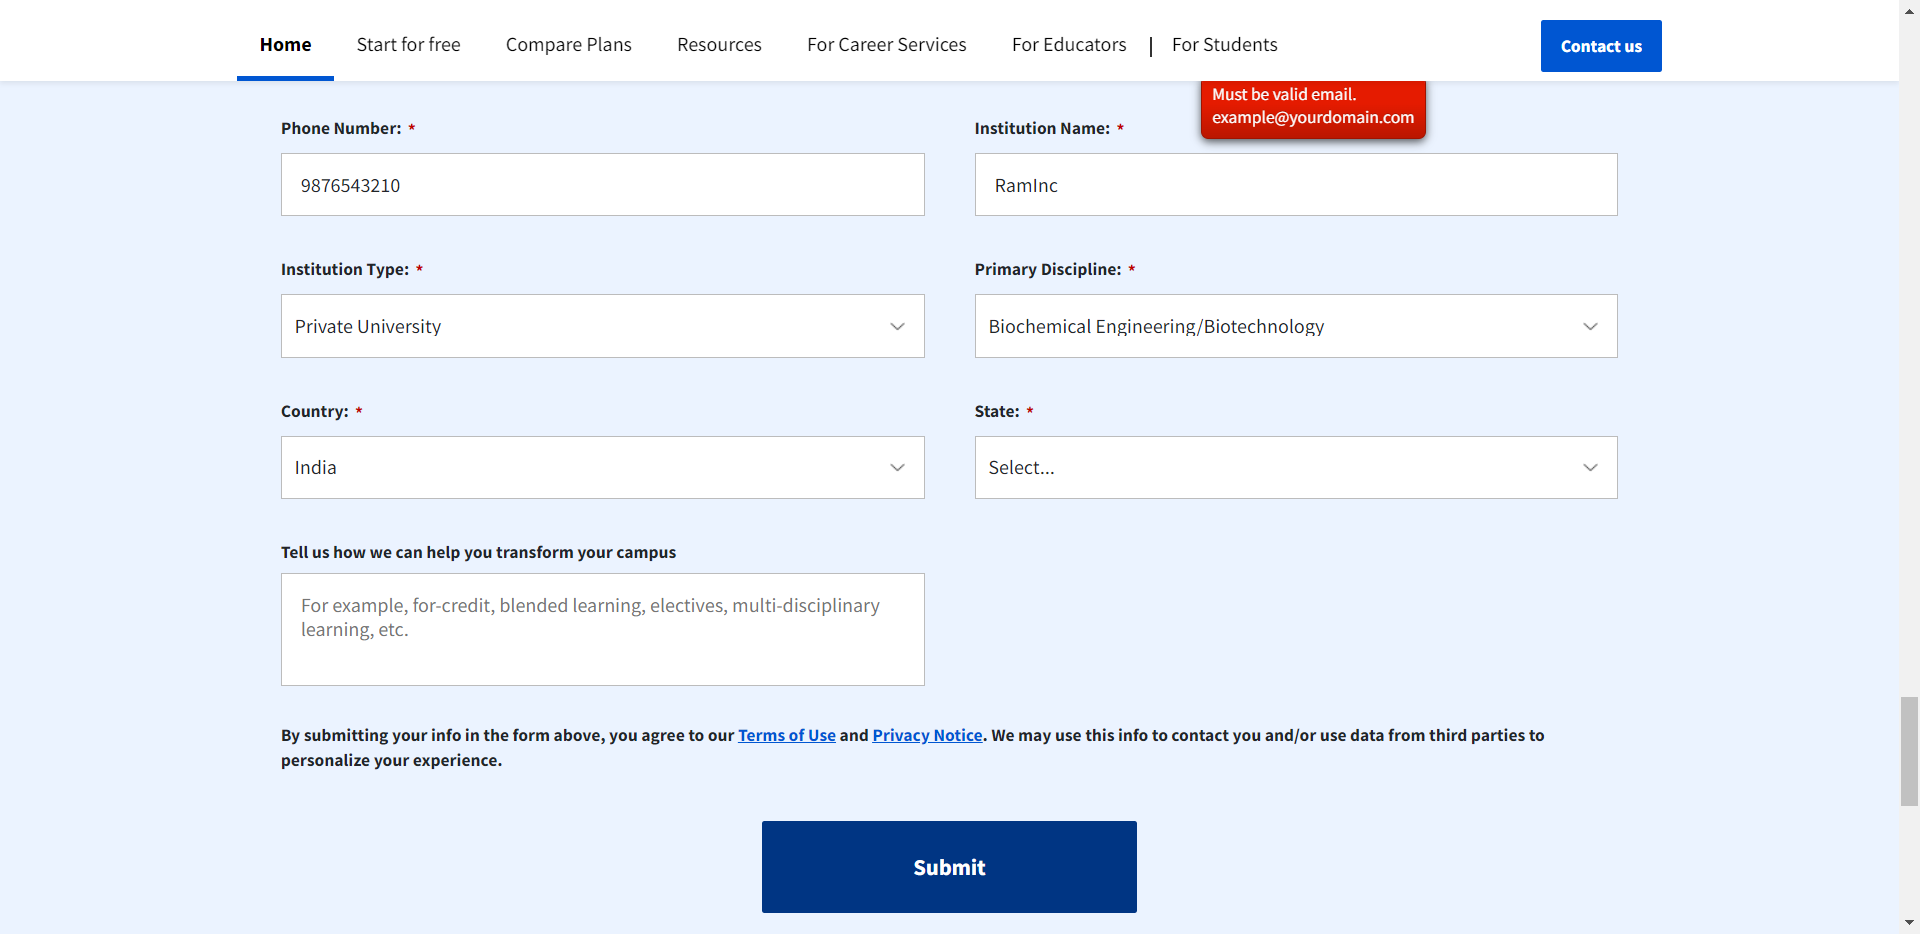 Home Start for free Compare Plans Resources For Career Services For Educators | For Students Contact us
Must be valid email.
example@yourdomain.com
Phone Number: * Institution Name: *
9876543210 RamInc
Institution Type: * Primary Discipline: *
Private University Biochemical Engineering/Biotechnology
Country: * State: *
India Select...
Tell us how we can help you transform your campus
For example, for-credit, blended learning, electives, multi-disciplinary
learning, etc.
By submitting your info in the form above, you agree to our Terms of Use and Privacy Notice. We may use this info to contact you and/or use data from third parties to
personalize your experience.
Submit